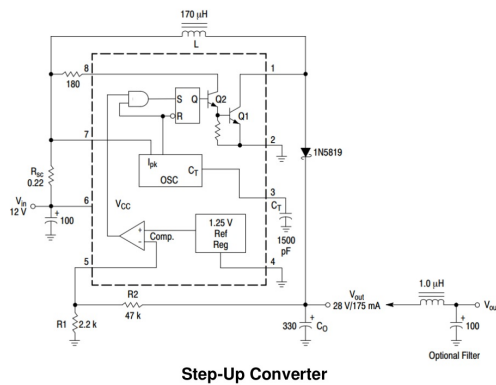 170 µH
L
8
1
180
S
Q
Q2
R
Q1
7
2
Ipk
CT
OSC
1N5819
Rsc
0.22
3
VCC
CT
Vin
12 V
6
+
100
+
-
Comp.
1.25 V
Ref
Reg
1500
pF
5
4
R2
47 k
Vout
28 V/175 mA
1.0 µH
Vou
R1
2.2 k
330
+
CO
+
100
Optional Filter
Step-Up Converter